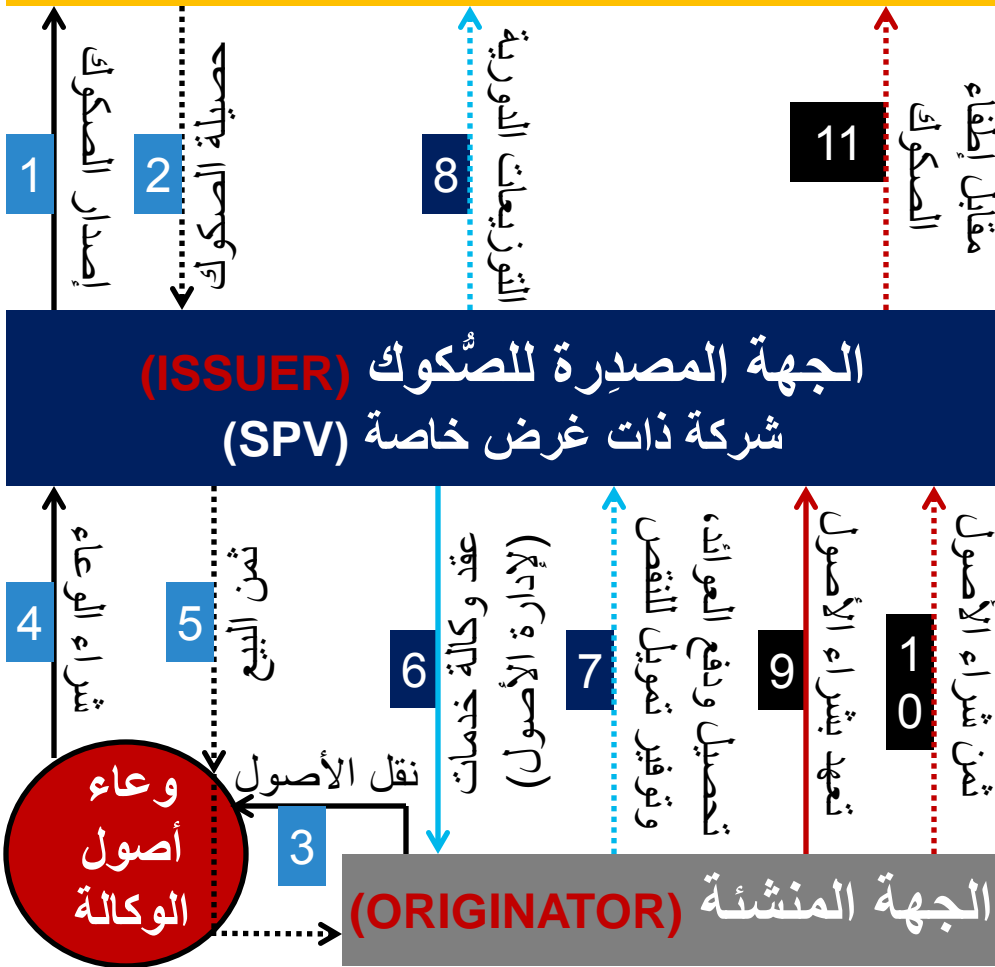 1
إصدار الصكوك
2
حصيلة الصكوك
8
التوزيعات الدورية
11
مقابل إطفاء
الصكوك
الجهة المصدِرة للصُّكوك (ISSUER)
شركة ذات غرض خاصة (SPV)
4
شراء الوعاء
5
ثمن البيع
6
عقد وكالة خدمات
(لإدارة الأصول)
7
تحصيل ودفع العوائد،
وتوفير تمويل للنقص
9
تعهد بشراء الأصول
10
ثمن شراء الأصول
نقل الأصول
3
وعاء
أصول
الوكالة
الجهة المنشئة (ORIGINATOR)